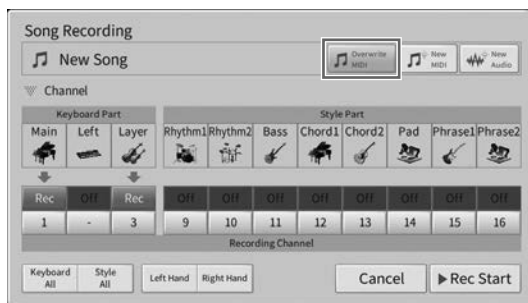 Song Recording
New Song
Overwrite MIDI
New MIDI
New Audio
Channel
Keyboard Part Style Part
Main Left Layer Rhythm1 Rhythm2 Bass Chord1 Chord2 Pad Phrase1 Phrase2
Rec Off Rec Off Off Off Off Off Off Off Off
1 - 3 9 10 11 12 13 14 15 16
Recording Channel
Keyboard All
Style All
Left Hand Right Hand Cancel Rec Start